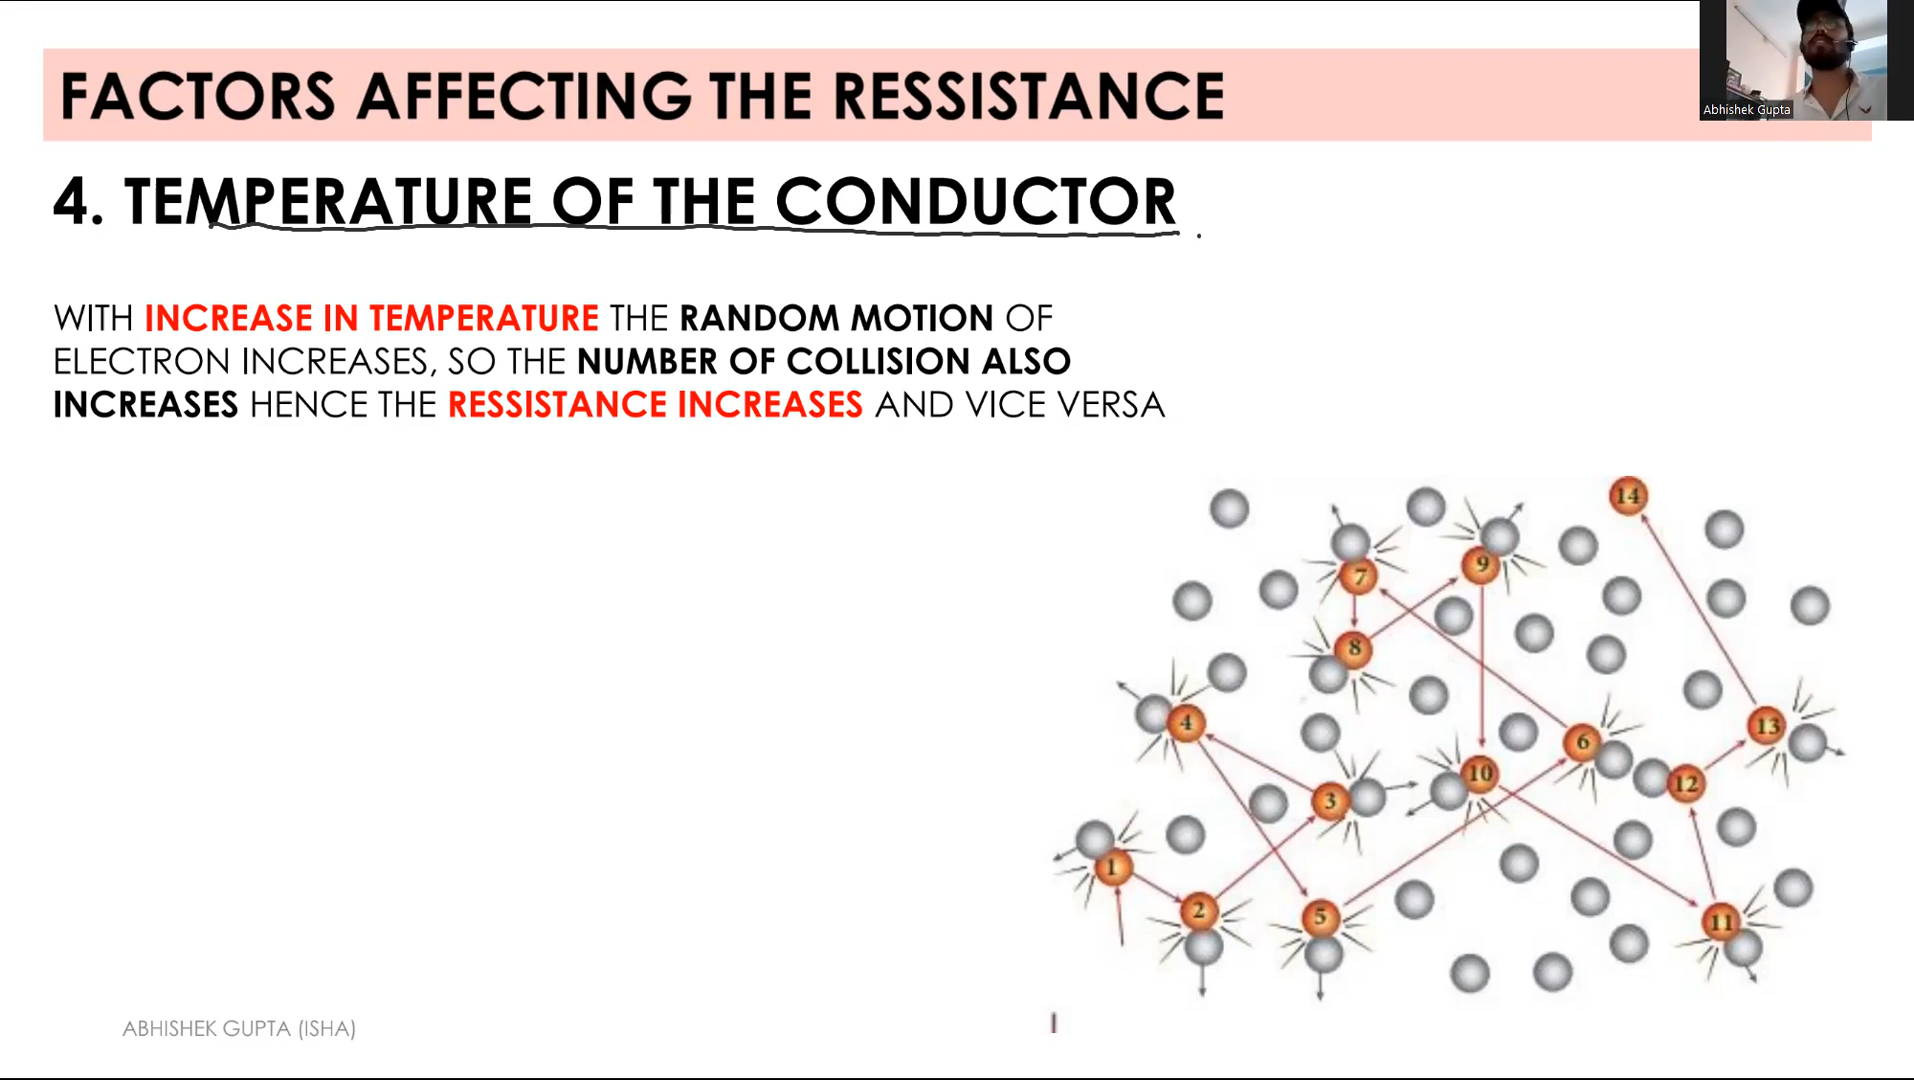 FACTORS AFFECTING THE RESSISTANCE
Abhishek Gupta
4. TEMPERATURE OF THE CONDUCTOR
WITH INCREASE IN TEMPERATURE THE RANDOM MOTION OF
ELECTRON INCREASES, SO THE NUMBER OF COLLISION ALSO
INCREASES HENCE THE RESSISTANCE INCREASES AND VICE VERSA
14
9
7
8
4
6
13
10
12
3
1
2
5
11
ABHISHEK GUPTA (ISHA)